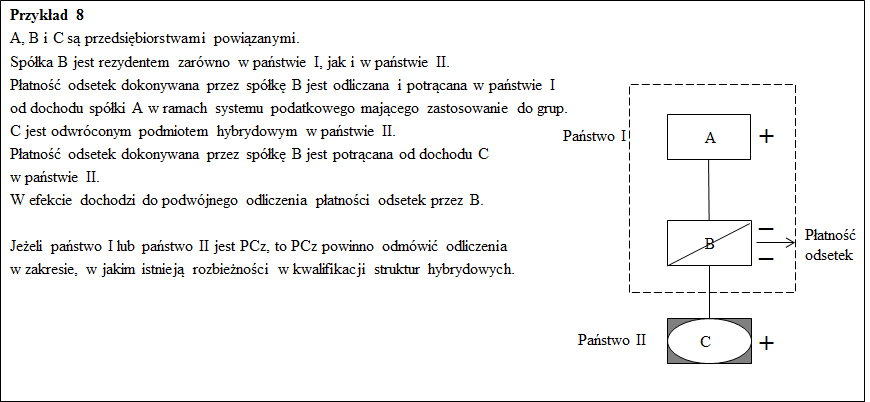 Przykład 8
A, B i C są przedsiębiorstwami powiązanymi.
Spółka B jest rezydentem zarówno w państwie I, jak i w państwie II.
Płatność odsetek dokonywana przez spółkę B jest odliczana i potrącana w państwie I
od dochodu spółki A w ramach systemu podatkowego mającego zastosowanie do grup.
C jest odwróconym podmiotem hybrydowym w państwie II.
Płatność odsetek dokonywana przez spółkę B jest potrącana od dochodu C
w państwie II.
W efekcie dochodzi do podwójnego odliczenia płatności odsetek przez B.
Jeżeli państwo I lub państwo II jest PCz, to PCz powinno odmówić odliczenia
w zakresie, w jakim istnieją rozbieżności w kwalifikacji struktur hybrydowych.
Państwo I
A
+
B
–
–
Płatność
odsetek
Państwo II
C
+